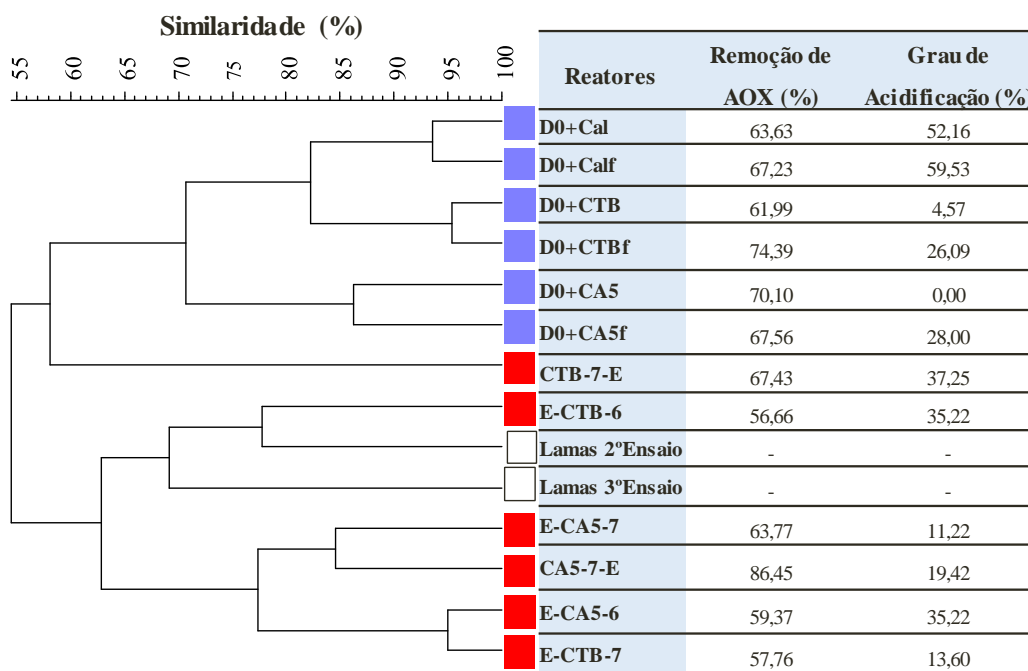 Similaridade (%)
55 60 65 70 75 80 85 90 95 100
Reatores Remoção de AOX (%) Grau de Acidificação (%)
D0+Cal 63,63 52,16
D0+Calf 67,23 59,53
D0+CTB 61,99 4,57
D0+CTBf 74,39 26,09
D0+CA5 70,10 0,00
D0+CA5f 67,56 28,00
CTB-7-E 67,43 37,25
E-CTB-6 56,66 35,22
Lamas 2ºEnsaio - -
Lamas 3ºEnsaio - -
E-CA5-7 63,77 11,22
CA5-7-E 86,45 19,42
E-CA5-6 59,37 35,22
E-CTB-7 57,76 13,60